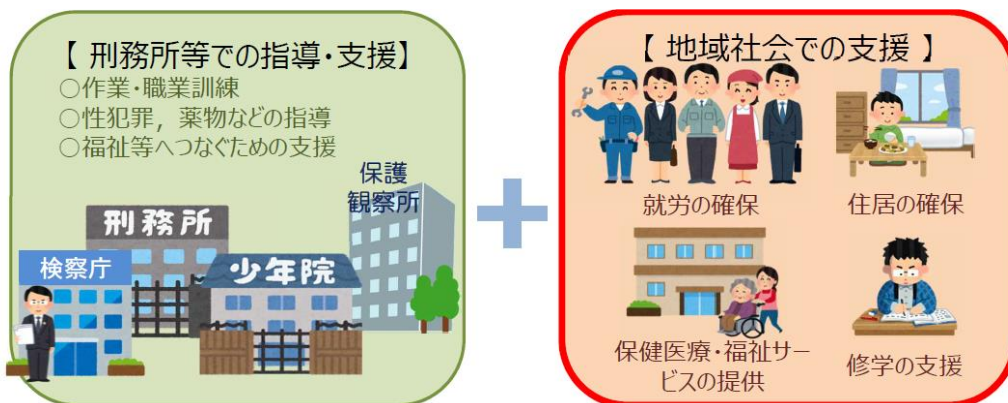 【 刑務所等での指導・支援】
○作業・職業訓練
○性犯罪，薬物などの指導
○福祉等へつなぐための支援
保護
観察所
刑務所
検察庁
少年院
【 地域社会での支援 】
就労の確保
住居の確保
保健医療・福祉サー
ビスの提供
修学の支援